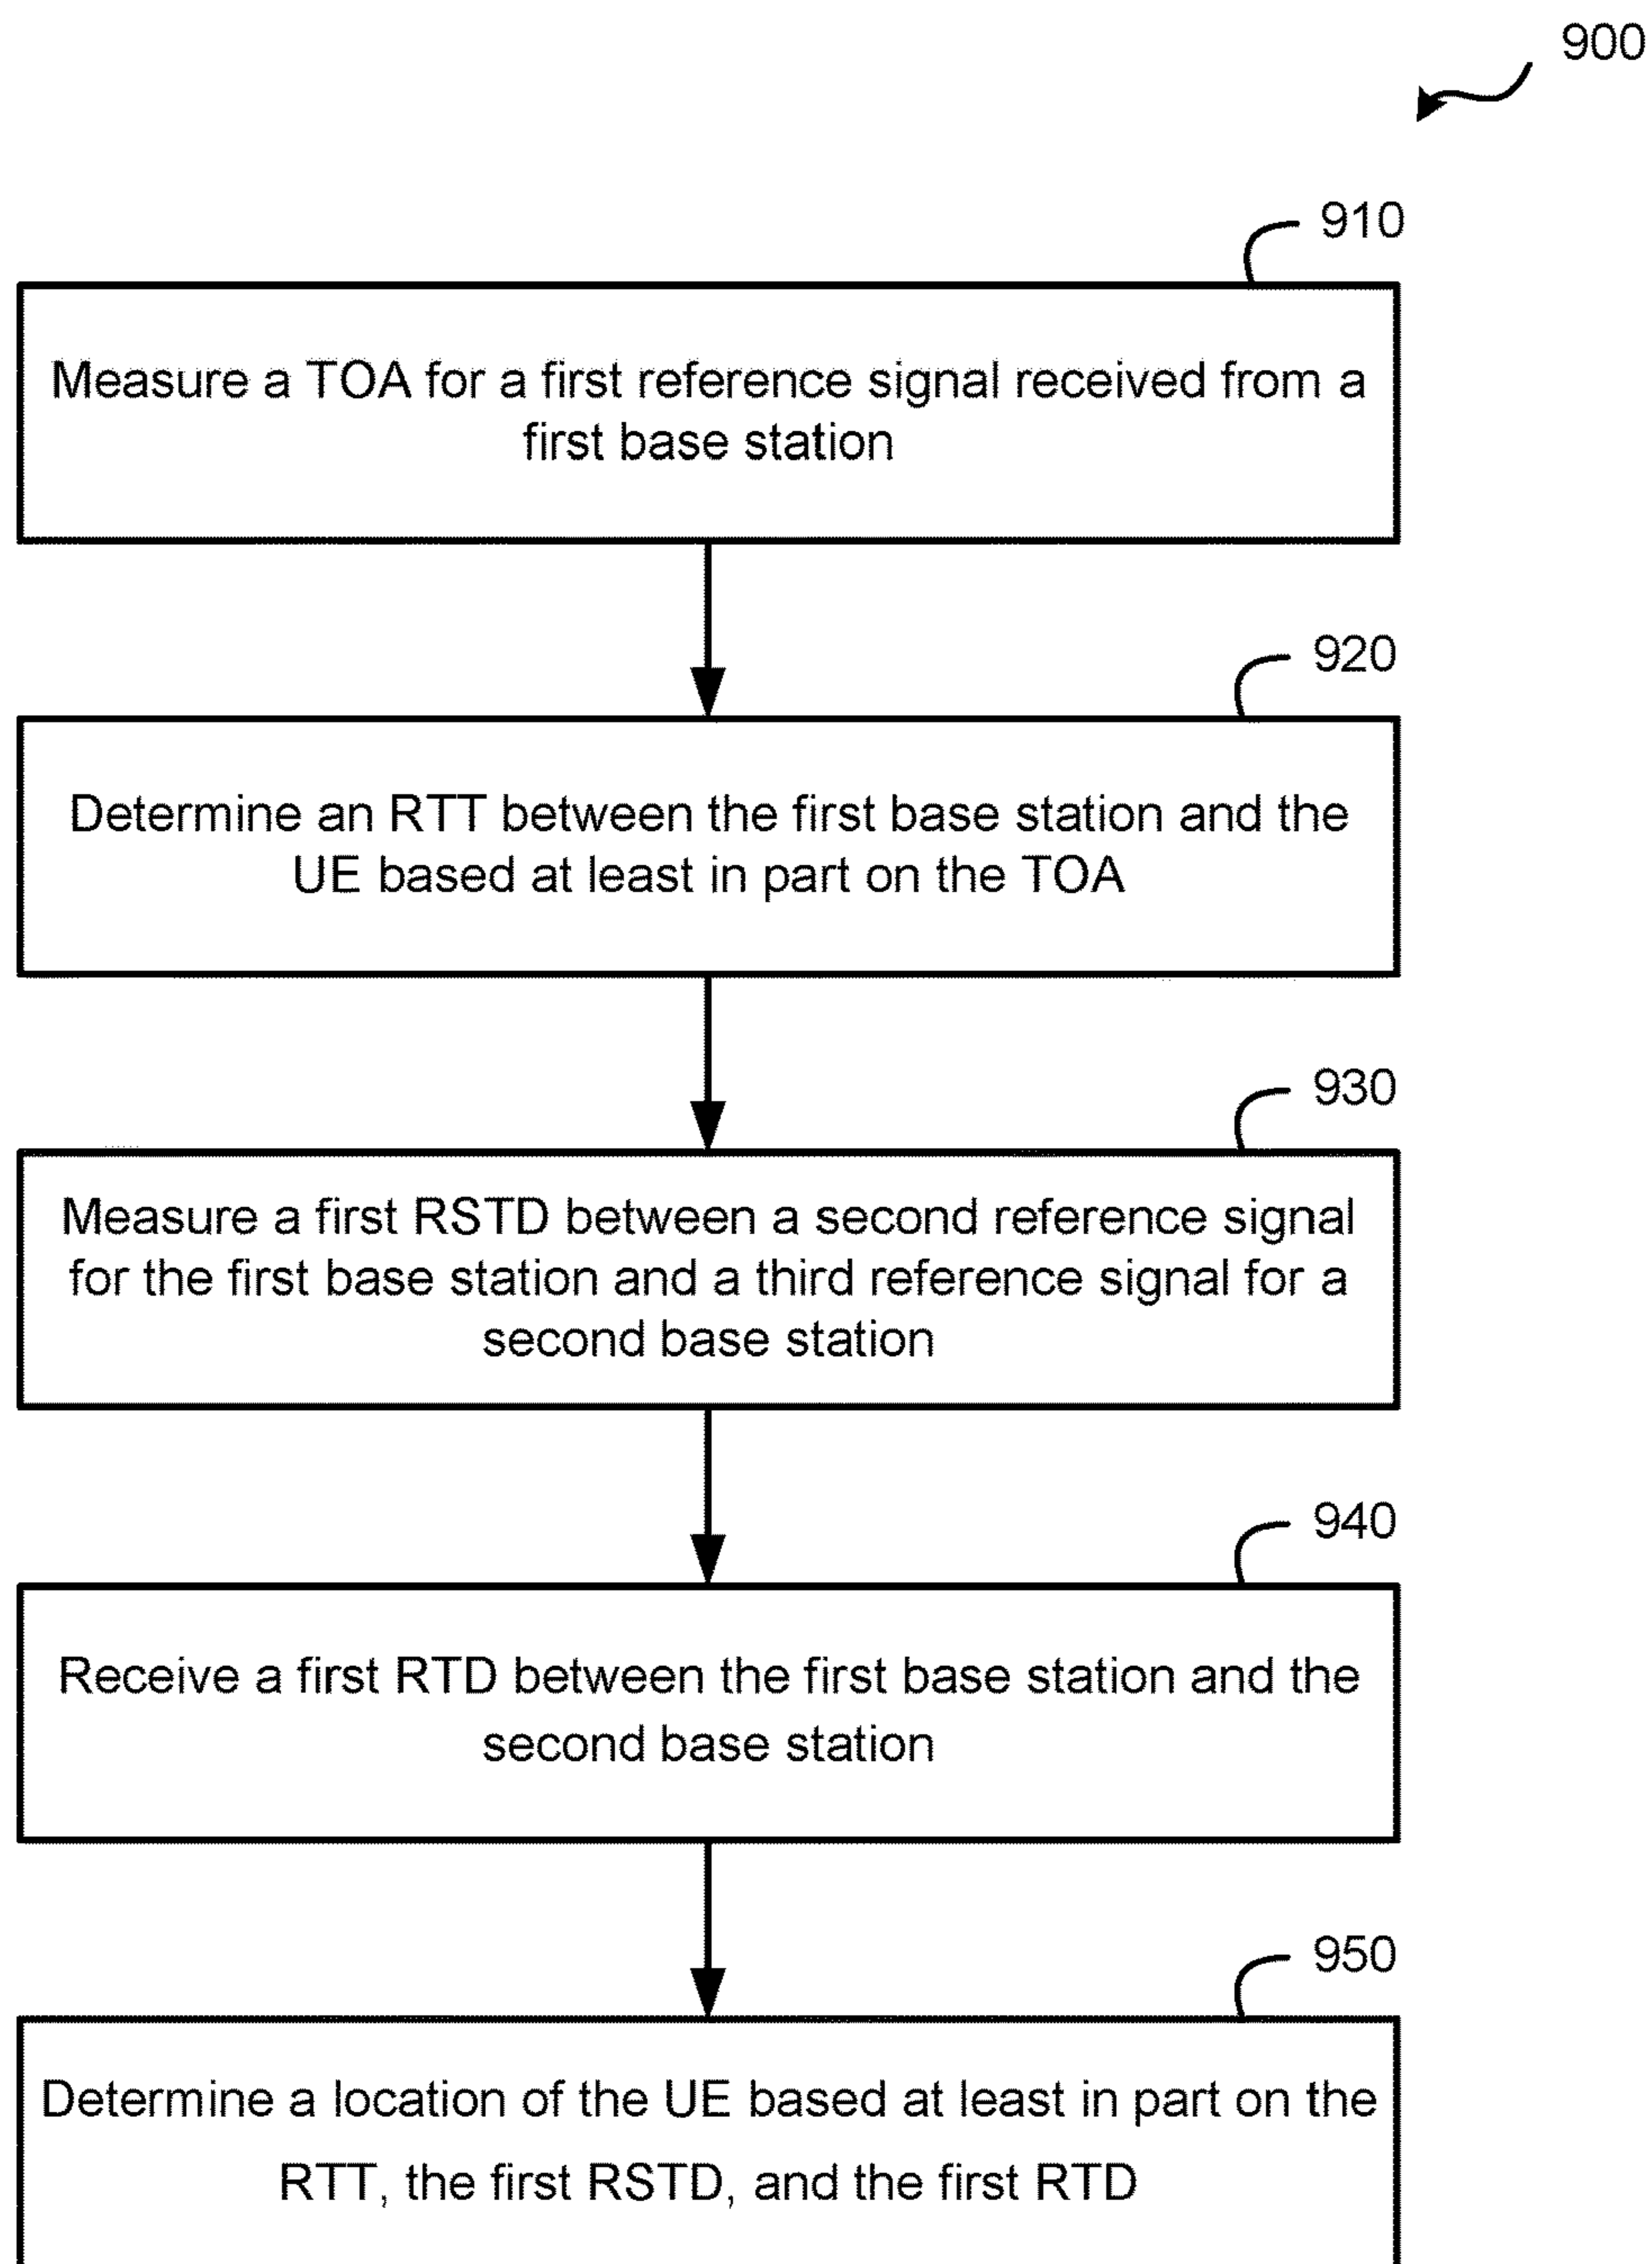 900
910
Measure a TOA for a first reference signal received from a
first base station
920
Determine an RTT between the first base station and the
UE based at least in part on the TOA
930
Measure a first RSTD between a second reference signal
for the first base station and a third reference signal for a
second base station
940
Receive a first RTD between the first base station and the
second base station
950
Determine a location of the UE based at least in part on the
RTT, the first RSTD, and the first RTD